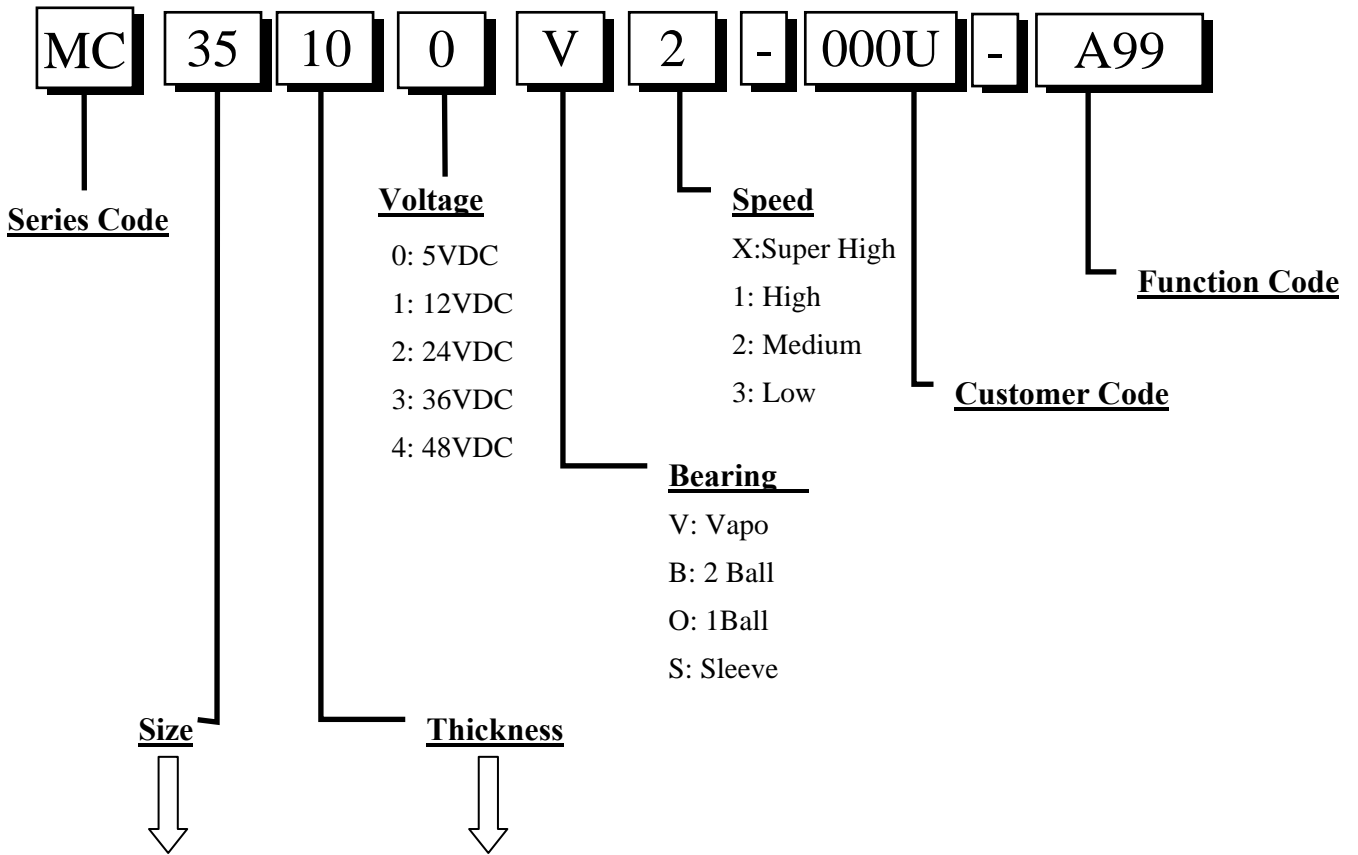 MC 35 10 0 V 2 - 000U - A99
Series Code
Voltage
0: 5VDC
1: 12VDC
2: 24VDC
3: 36VDC
4: 48VDC
Speed
X:Super High
1: High
2: Medium
3: Low
Function Code
Customer Code
Bearing
V: Vapo
B: 2 Ball
O: 1Ball
S: Sleeve
Size
Thickness